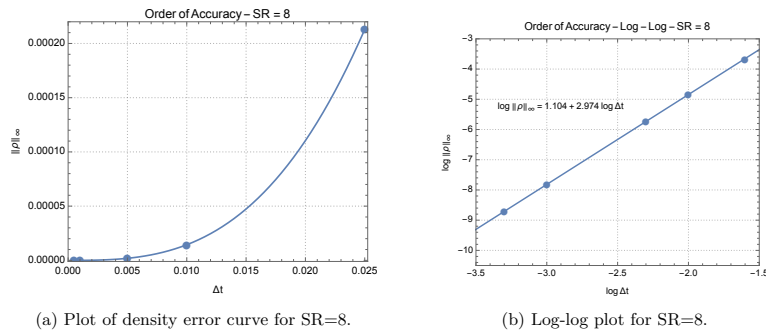 Order of Accuracy – SR = 8
0.00020
0.00015
0.00010
0.00005
0.00000
‖ρ‖∞
0.000 0.005 0.010 0.015 0.020 0.025
Δt
(a) Plot of density error curve for SR=8.
Order of Accuracy – Log – Log – SR = 8
−3
−4
−5
−6
−7
−8
−9
−10
log ‖ρ‖∞
log ‖ρ‖∞ = 1.104 + 2.974 log Δt
−3.5 −3.0 −2.5 −2.0 −1.5
log Δt
(b) Log-log plot for SR=8.